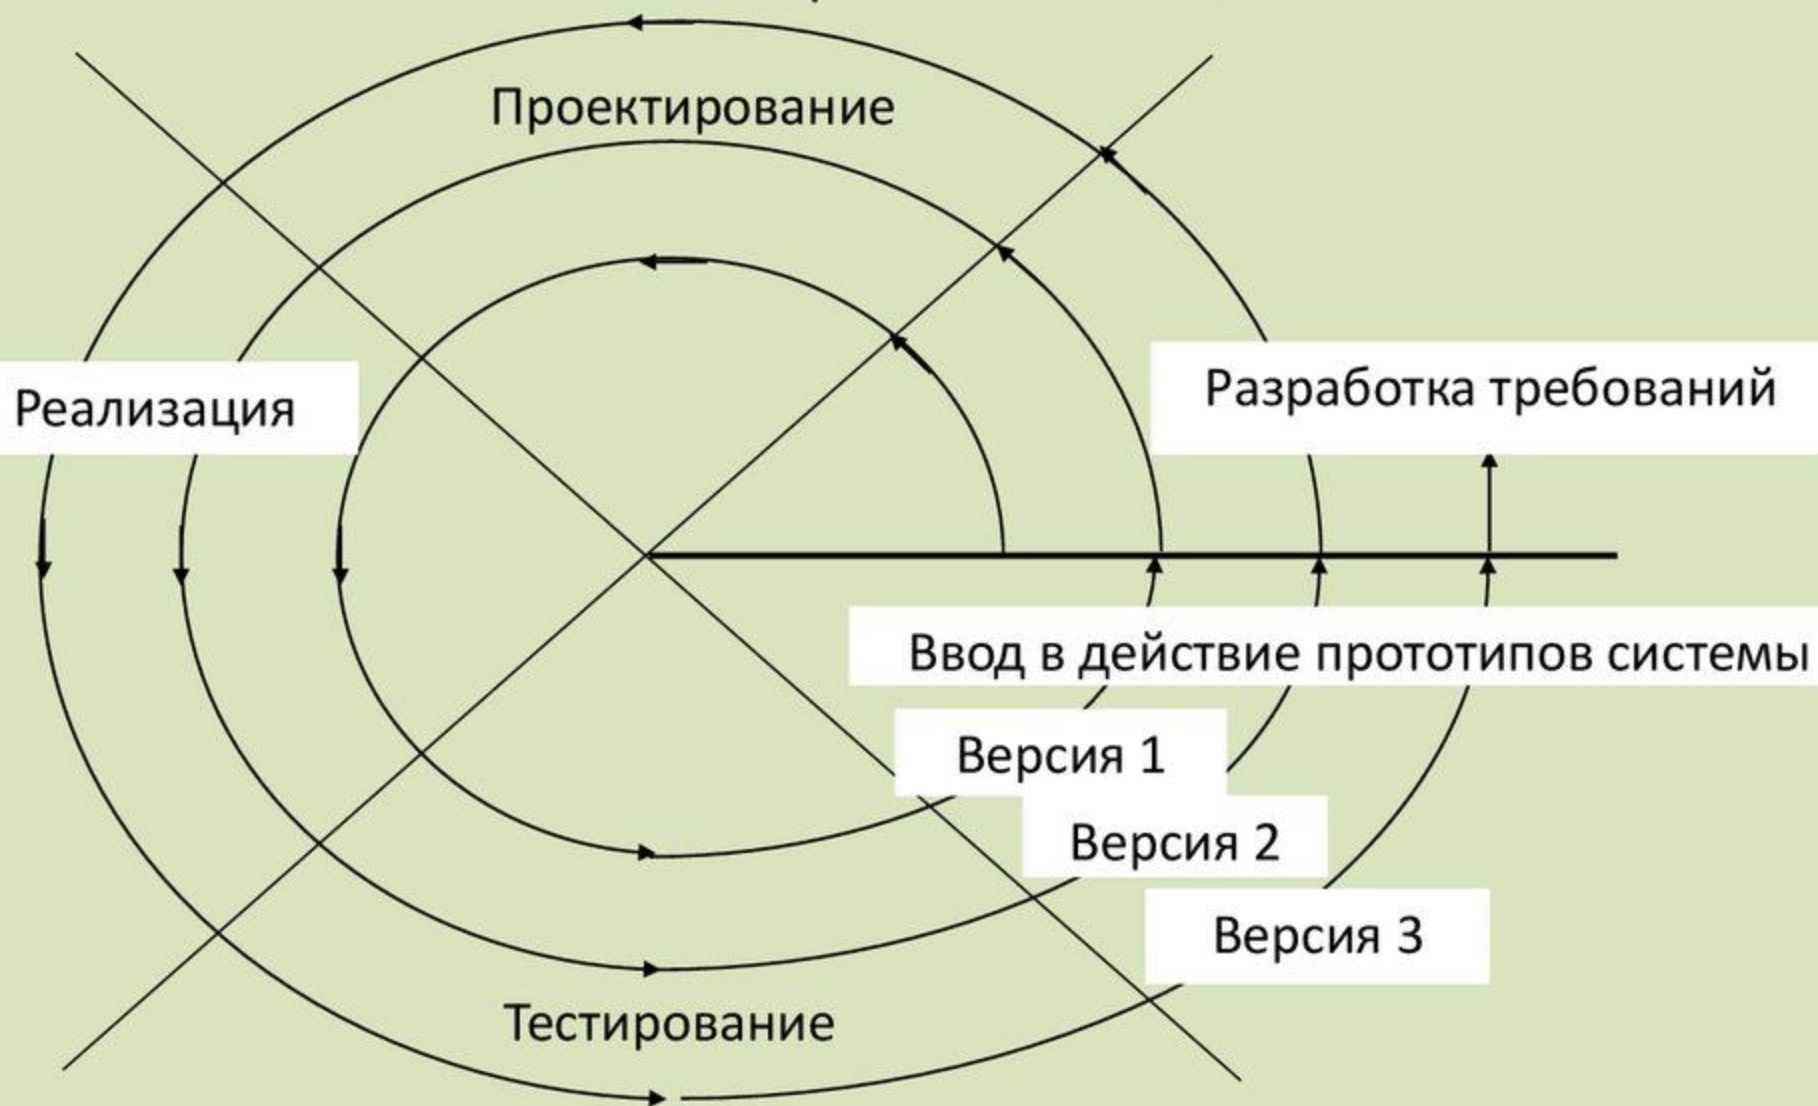 Проектирование
Реализация
Разработка требований
Ввод в действие прототипов системы
Версия 1
Версия 2
Версия 3
Тестирование